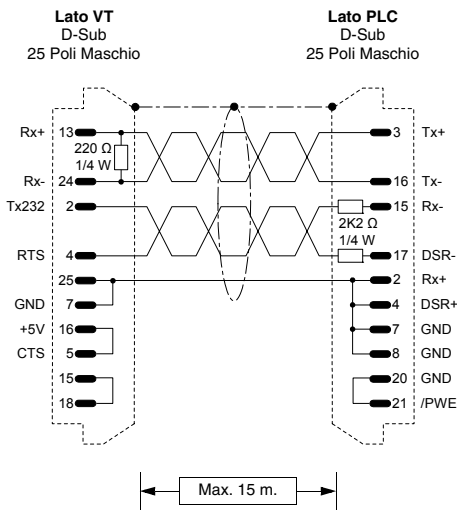 Lato VT
D-Sub
25 Poli Maschio
Lato PLC
D-Sub
25 Poli Maschio
Rx+ 13
220 Ω
1/4 W
Rx- 24
Tx232 2
RTS 4
25
GND 7
+5V 16
CTS 5
15
18
3 Tx+
16 Tx-
15 Rx-
2K2 Ω
1/4 W
17 DSR-
2 Rx+
4 DSR+
7 GND
8 GND
20 GND
21 /PWE
Max. 15 m.